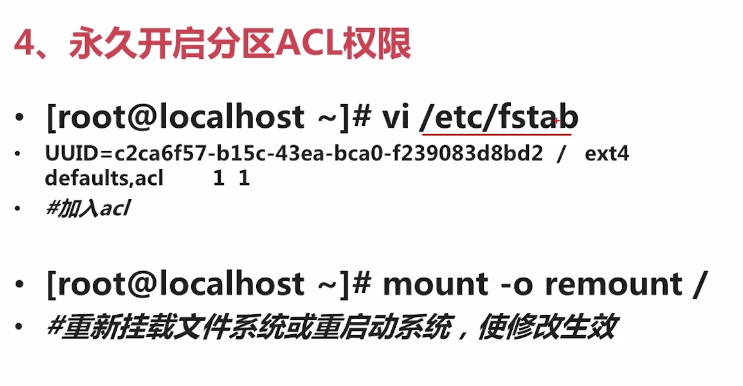 4、永久开启分区ACL权限
• [root@localhost ~]# vi /etc/fstab
• UUID=c2ca6f57-b15c-43ea-bca0-f239083d8bd2 / ext4
defaults,acl 1 1
• #加入acl
• [root@localhost ~]# mount -o remount /
• #重新挂载文件系统或重启动系统，使修改生效